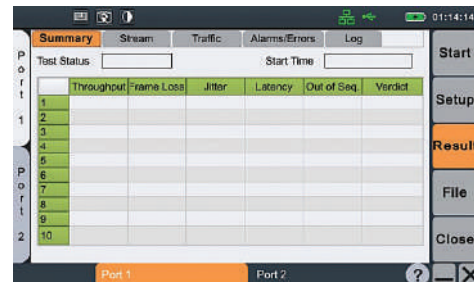 01:14:14
Summary Stream Traffic Alarms/Errors Log
Test Status Start Time
Throughput Frame Loss Jitter Latency Out of Seq. Verdict
1
2
3
4
5
6
7
8
9
10
Port 1
Port 2
Start
Setup
Result
File
Close
Port 1 Port 2 ?